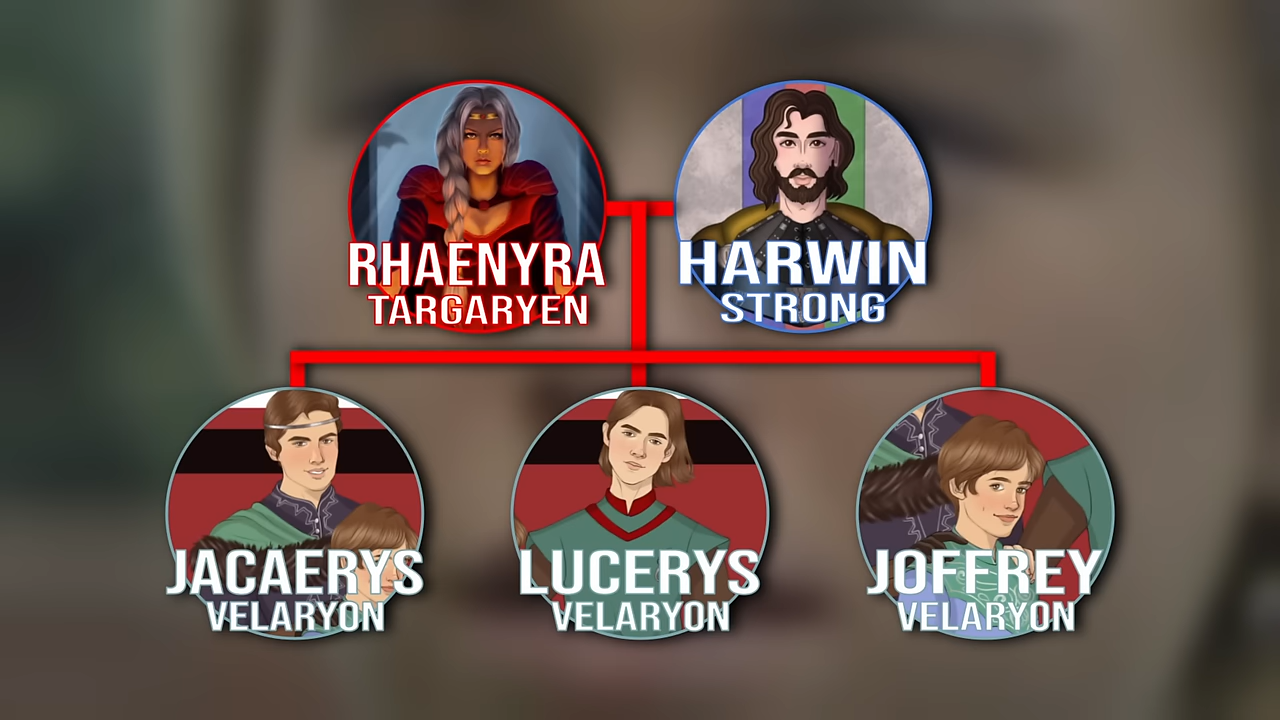 RHAENYRA
TARGARYEN
HARWIN
STRONG
JACAERYS
VELARYON
LUCERYS
VELARYON
JOFFREY
VELARYON